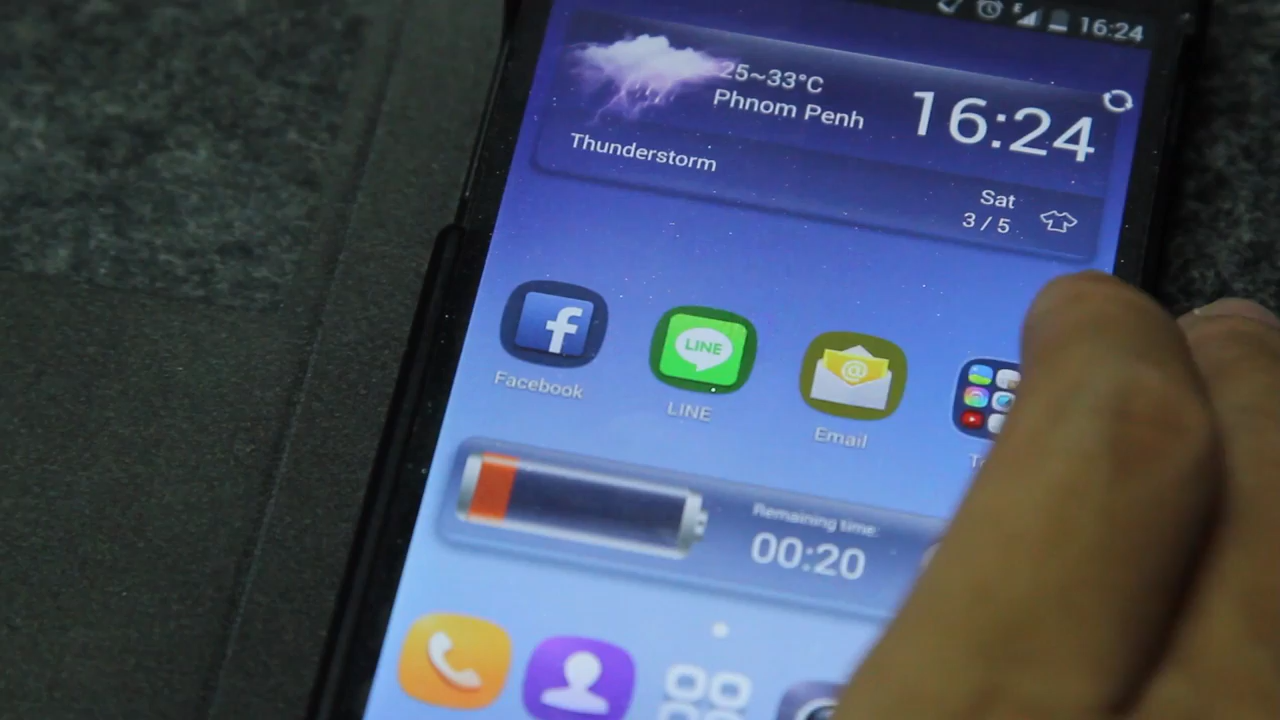 E
16:24
25~33°C
Phnom Penh
16:24
Thunderstorm
Sat
3 / 5
f
LINE
@
Facebook
LINE
Email
Remaining time:
00:20